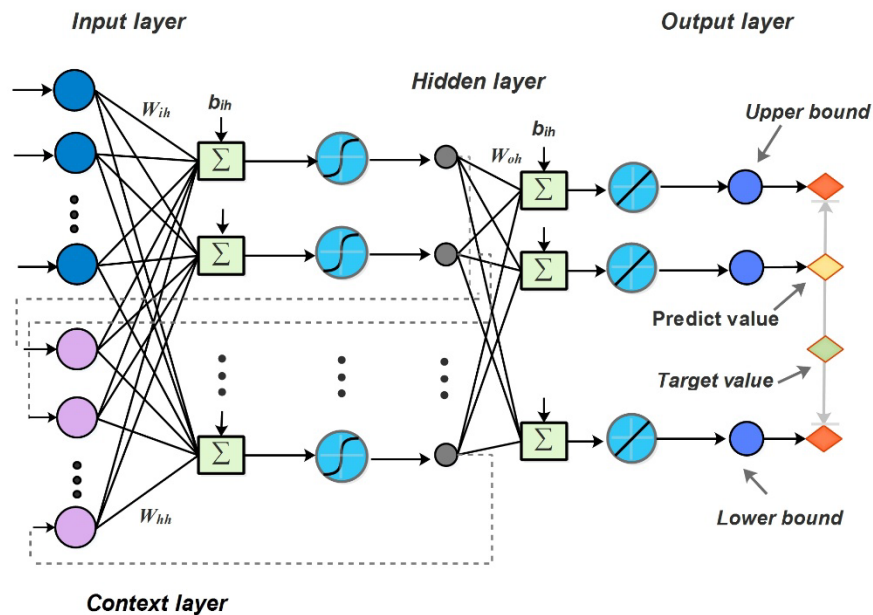 Input layer
Output layer
Hidden layer
W_ih
b_ih
W_oh
b_ih
Upper bound
Σ
Σ
Σ
Σ
Predict value
Target value
Σ
Σ
W_hh
Lower bound
Context layer